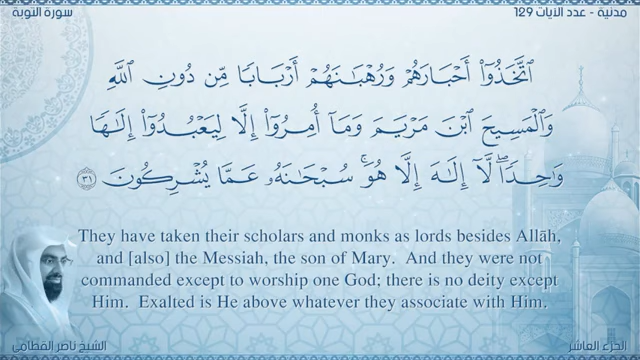 مدنية - عدد الآيات 129
سورة التوبة
ٱتَّخَذُوٓا۟ أَحْبَارَهُمْ وَرُهْبَـٰنَهُمْ أَرْبَابًا مِّن دُونِ ٱللَّهِ
وَٱلْمَسِيحَ ٱبْنَ مَرْيَمَ وَمَآ أُمِرُوٓا۟ إِلَّا لِيَعْبُدُوٓا۟ إِلَـٰهًا
وَٰحِدًا ۖ لَّآ إِلَـٰهَ إِلَّا هُوَ ۚ سُبْحَـٰنَهُۥ عَمَّا يُشْرِكُونَ ٣١
They have taken their scholars and monks as lords besides Allāh,
and [also] the Messiah, the son of Mary.  And they were not
commanded except to worship one God; there is no deity except
Him.  Exalted is He above whatever they associate with Him.
الجزء العاشر
الشيخ ناصر القطامي